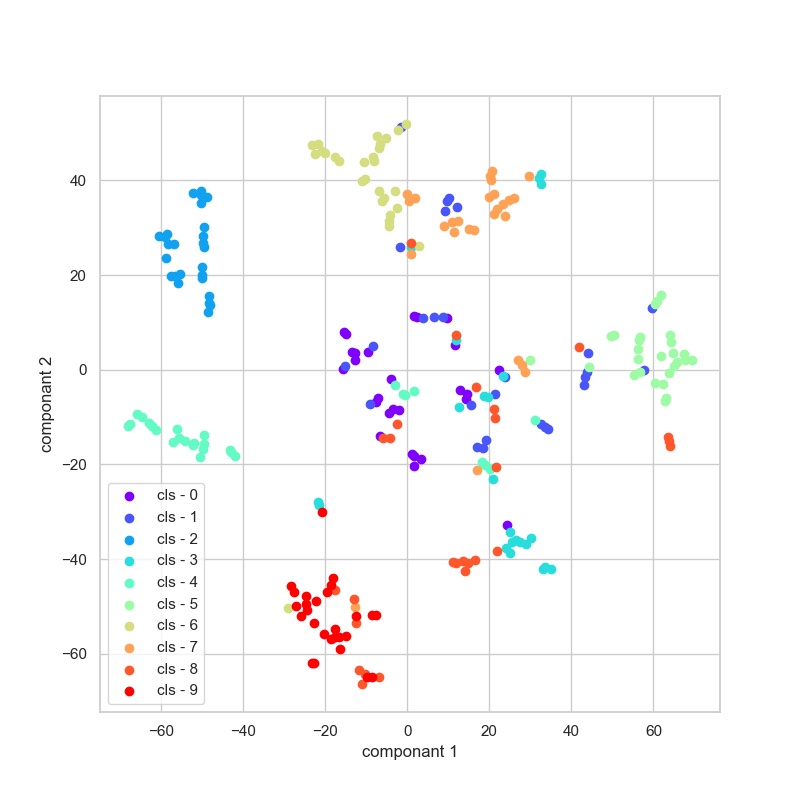 40
20
0
−20
−40
−60
componant 2
cls - 0
cls - 1
cls - 2
cls - 3
cls - 4
cls - 5
cls - 6
cls - 7
cls - 8
cls - 9
−60 −40 −20 0 20 40 60
componant 1